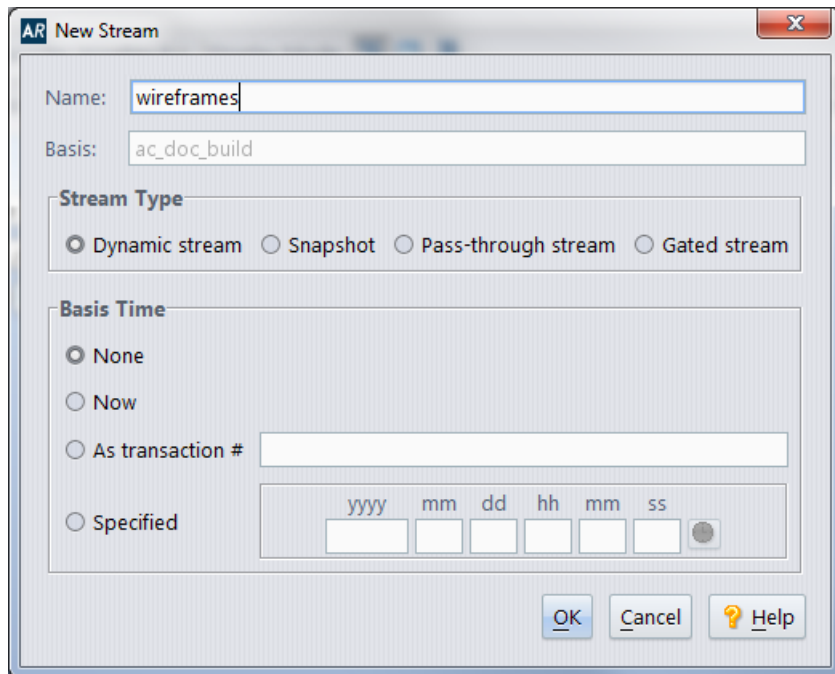 AR New Stream
Name: wireframes
Basis: ac_doc_build
Stream Type
Dynamic stream Snapshot Pass-through stream Gated stream
Basis Time
None
Now
As transaction #
yyyy mm dd hh mm ss
Specified
OK Cancel ? Help